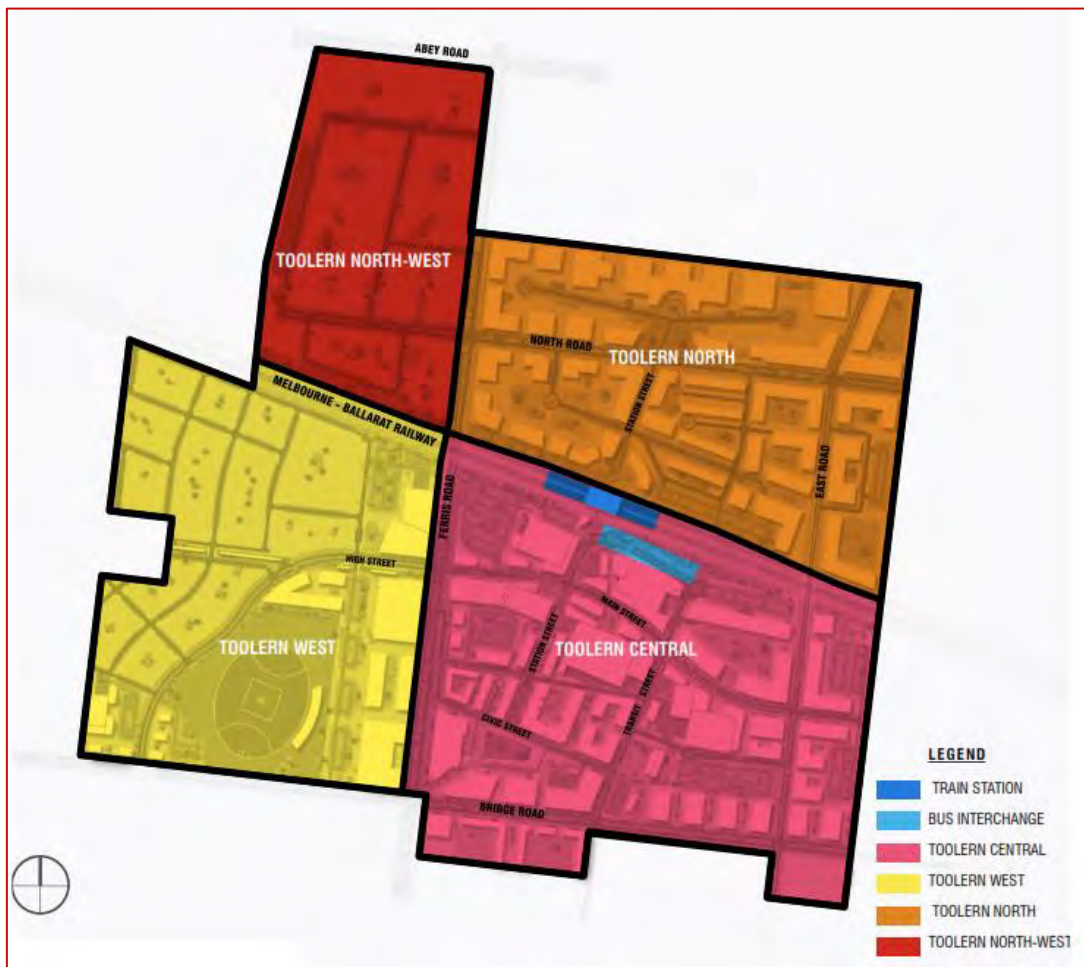 ABEY ROAD
TOOLERN NORTH-WEST
NORTH ROAD
TOOLERN NORTH
STATION STREET
MELBOURNE - BALLARAT RAILWAY
EAST ROAD
FERRIS ROAD
HIGH STREET
MAIN STREET
TOOLERN WEST
STATION STREET
TOOLERN CENTRAL
TRANSIT STREET
CIVIC STREET
BRIDGE ROAD
LEGEND
TRAIN STATION
BUS INTERCHANGE
TOOLERN CENTRAL
TOOLERN WEST
TOOLERN NORTH
TOOLERN NORTH-WEST